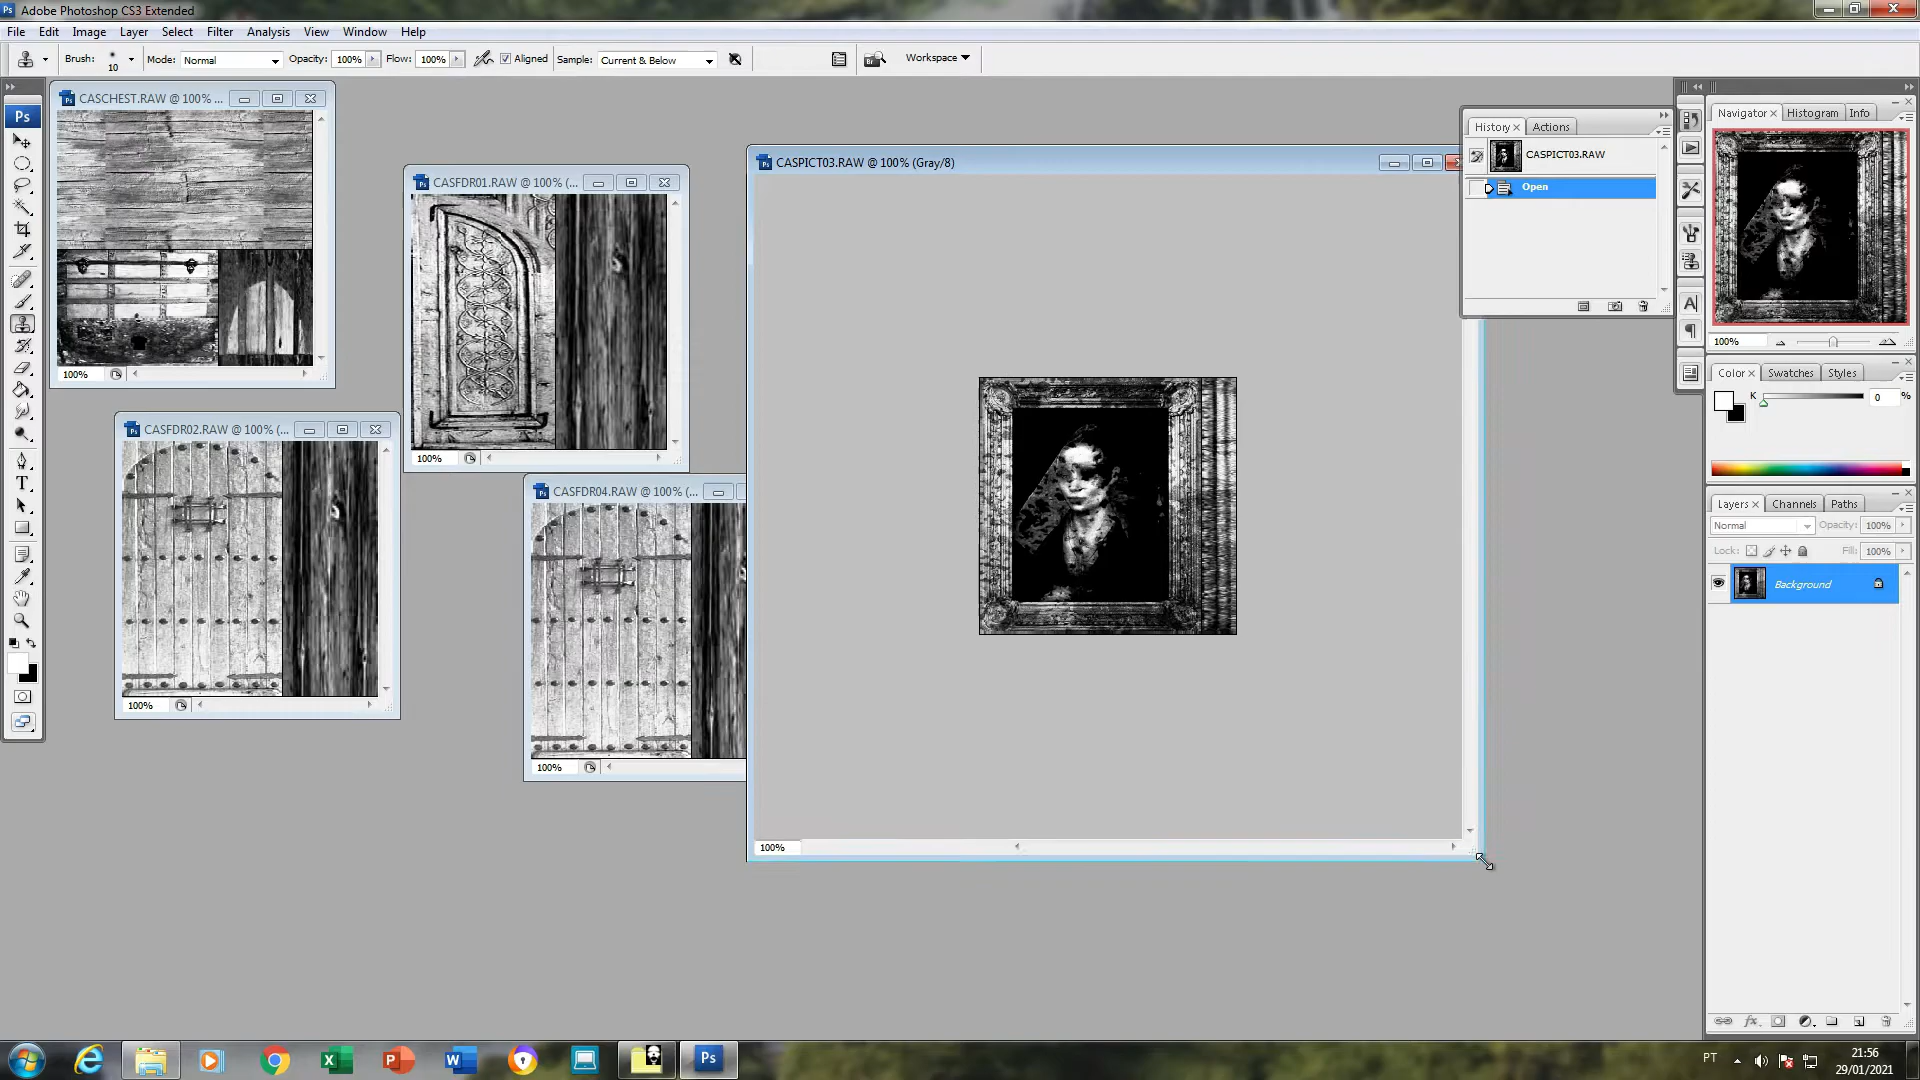 Ps Adobe Photoshop CS3 Extended
File Edit Image Layer Select Filter Analysis View Window Help
Brush: 10 Mode: Normal Opacity: 100% Flow: 100% Aligned Sample: Current & Below Br Workspace
Ps
CASCHEST.RAW @ 100% ...
100%
CASFDR01.RAW @ 100% (...
100%
CASFDR02.RAW @ 100% (...
100%
CASFDR04.RAW @ 100% (...
100%
CASPICT03.RAW @ 100% (Gray/8)
100%
History Actions
CASPICT03.RAW
Open
Navigator Histogram Info
100%
Color Swatches Styles
K 0 %
Layers Channels Paths
Normal Opacity: 100%
Lock: Fill: 100%
Background
PT
21:56
29/01/2021